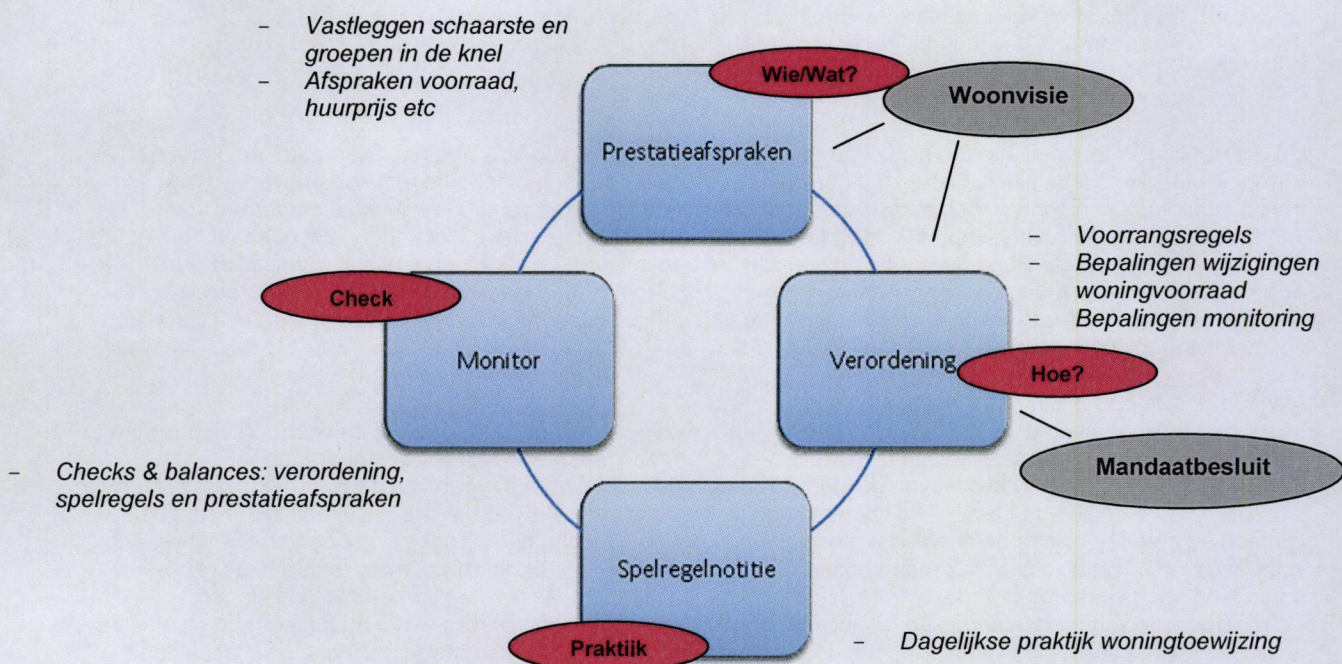 – Vastleggen schaarste en
groepen in de knel
– Afspraken voorraad,
huurprijs etc
Wie/Wat?
Woonvisie
Prestatieafspraken
– Voorrangsregels
– Bepalingen wijzigingen
woningvoorraad
– Bepalingen monitoring
Check
Monitor
Verordening
Hoe?
Mandaatbesluit
– Checks & balances: verordening,
spelregels en prestatieafspraken
Spelregelnotitie
Praktijk
– Dagelijkse praktijk woningtoewijzing